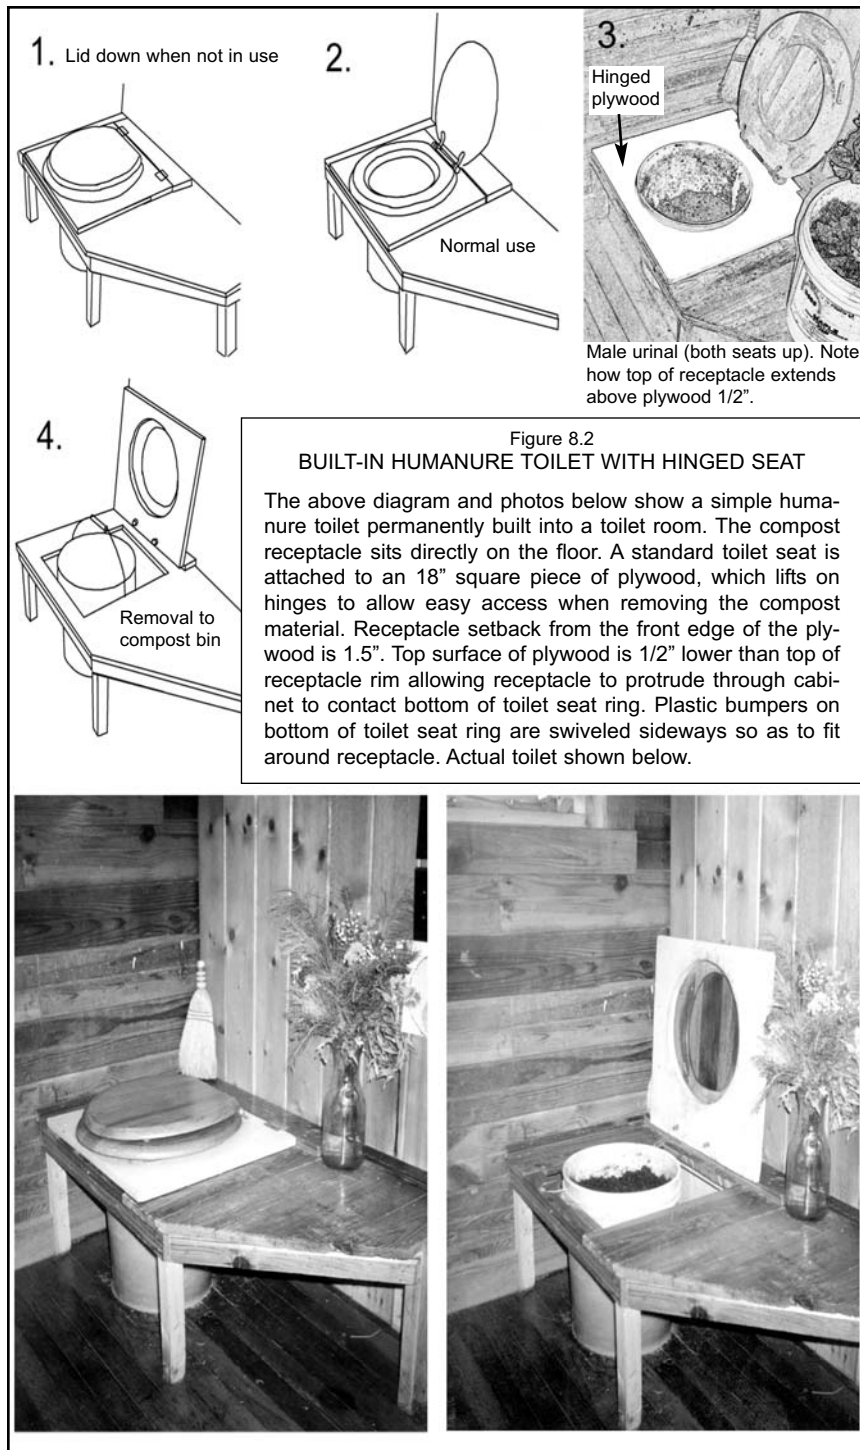 1. Lid down when not in use
2.
Normal use
3.
Hinged
plywood
Male urinal (both seats up). Note
how top of receptacle extends
above plywood 1/2”.
4.
Removal to
compost bin
Figure 8.2
BUILT-IN HUMANURE TOILET WITH HINGED SEAT
The above diagram and photos below show a simple huma-
nure toilet permanently built into a toilet room. The compost
receptacle sits directly on the floor. A standard toilet seat is
attached to an 18” square piece of plywood, which lifts on
hinges to allow easy access when removing the compost
material. Receptacle setback from the front edge of the ply-
wood is 1.5”. Top surface of plywood is 1/2” lower than top of
receptacle rim allowing receptacle to protrude through cabi-
net to contact bottom of toilet seat ring. Plastic bumpers on
bottom of toilet seat ring are swiveled sideways so as to fit
around receptacle. Actual toilet shown below.